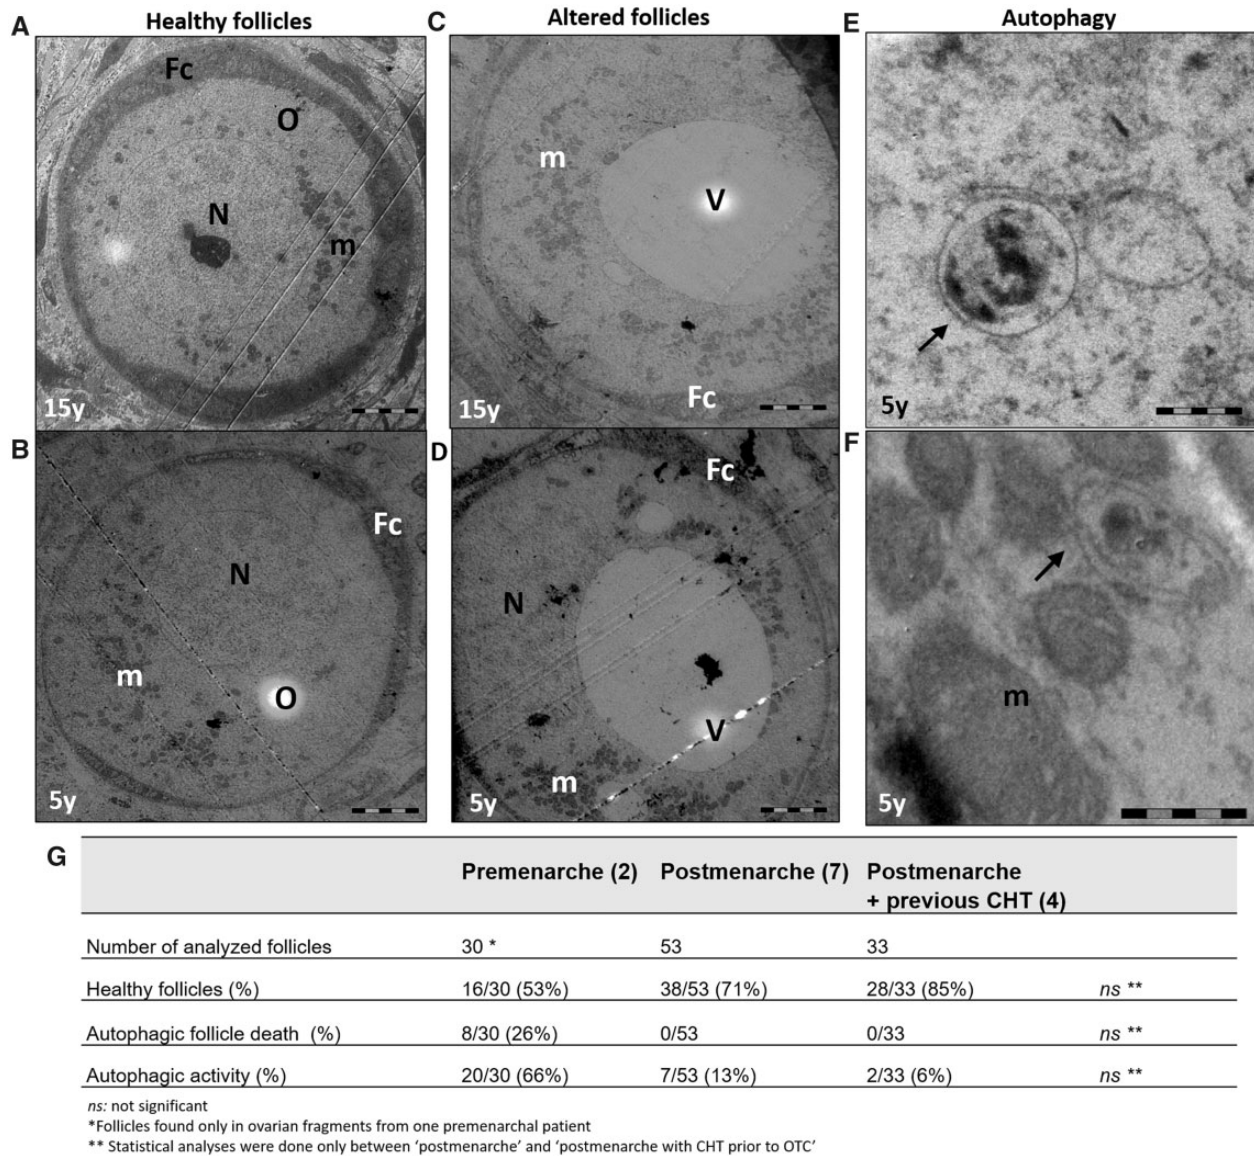 A
Healthy follicles
Fc
O
N
m
15y
B
Fc
N
m
O
5y
C
Altered follicles
m
V
Fc
15y
D
Fc
N
V
m
5y
E
Autophagy
5y
F
m
5y
G
Premenarche (2) Postmenarche (7) Postmenarche
+ previous CHT (4)
Number of analyzed follicles 30 * 53 33
Healthy follicles (%) 16/30 (53%) 38/53 (71%) 28/33 (85%) ns **
Autophagic follicle death (%) 8/30 (26%) 0/53 0/33 ns **
Autophagic activity (%) 20/30 (66%) 7/53 (13%) 2/33 (6%) ns **
ns: not significant
*Follicles found only in ovarian fragments from one premenarchal patient
** Statistical analyses were done only between ‘postmenarche’ and ‘postmenarche with CHT prior to OTC’